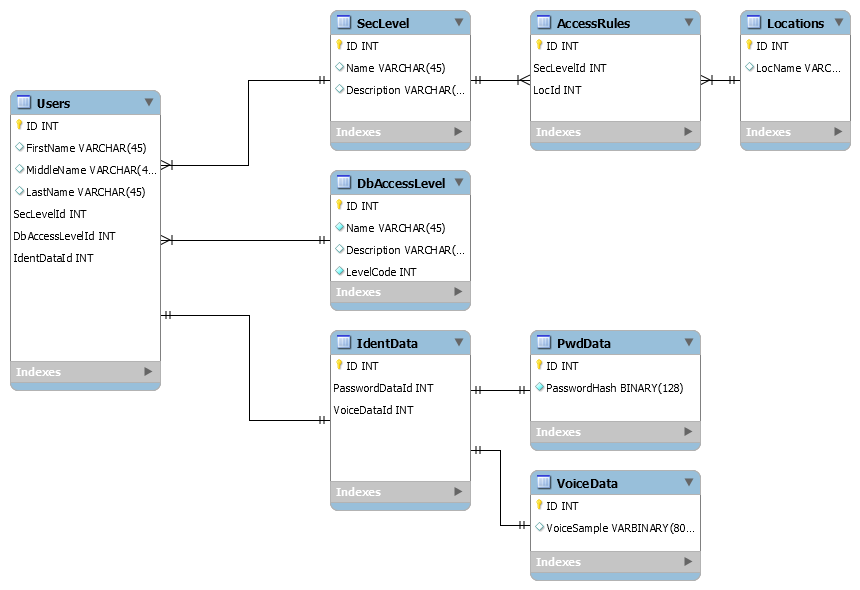 Users
ID INT
FirstName VARCHAR(45)
MiddleName VARCHAR(4...
LastName VARCHAR(45)
SecLevelId INT
DbAccessLevelId INT
IdentDataId INT
Indexes
SecLevel
ID INT
Name VARCHAR(45)
Description VARCHAR(...
Indexes
AccessRules
ID INT
SecLevelId INT
LocId INT
Indexes
Locations
ID INT
LocName VARC...
Indexes
DbAccessLevel
ID INT
Name VARCHAR(45)
Description VARCHAR(...
LevelCode INT
Indexes
IdentData
ID INT
PasswordDataId INT
VoiceDataId INT
Indexes
PwdData
ID INT
PasswordHash BINARY(128)
Indexes
VoiceData
ID INT
VoiceSample VARBINARY(80...
Indexes